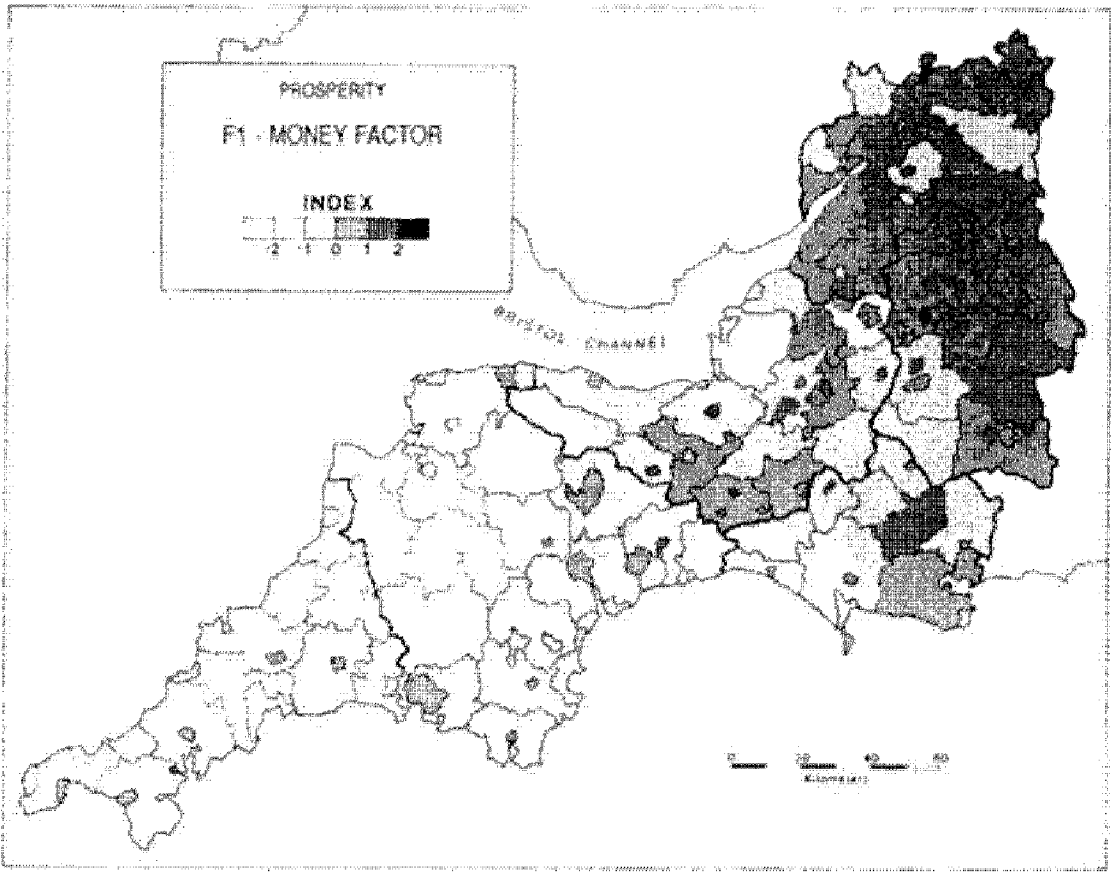 PROSPERITY
F1 - MONEY FACTOR
INDEX
-2 -1 0 1 2
BRISTOL CHANNEL
0 20 40 60
Kilometers